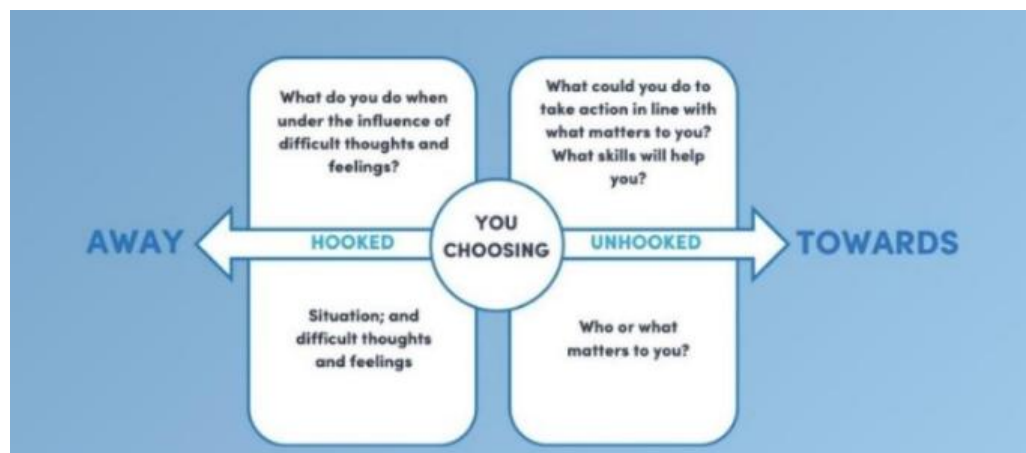 What do you do when
under the influence of
difficult thoughts and
feelings?
What could you do to
take action in line with
what matters to you?
What skills will help
you?
AWAY
HOOKED
YOU
CHOOSING
UNHOOKED
TOWARDS
Situation; and
difficult thoughts
and feelings
Who or what
matters to you?